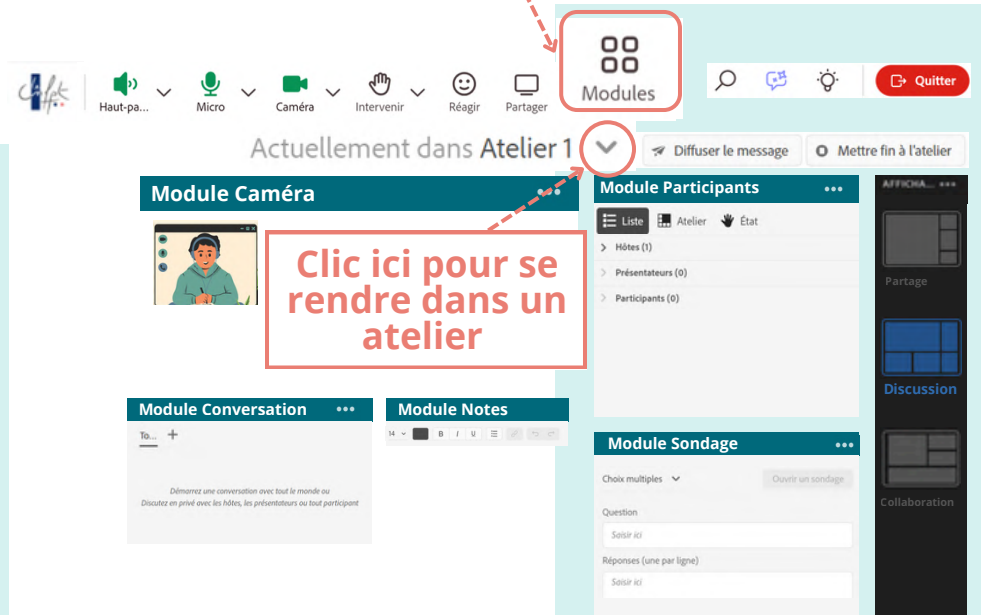 Modules
Haut-pa...
Micro
Caméra
Intervenir
Réagir
Partager
Quitter
Actuellement dans Atelier 1
Diffuser le message
Mettre fin à l'atelier
Module Caméra
Clic ici pour se
rendre dans un
atelier
Module Participants
Liste
Atelier
État
Hôtes (1)
Présentateurs (0)
Participants (0)
AFFICHA...
Partage
Discussion
Collaboration
Module Conversation
To...
Démarrez une conversation avec tout le monde ou
Discutez en privé avec les hôtes, les présentateurs ou tout participant
Module Notes
14
B I U
Module Sondage
Choix multiples
Ouvrir un sondage
Question
Saisir ici
Réponses (une par ligne)
Saisir ici